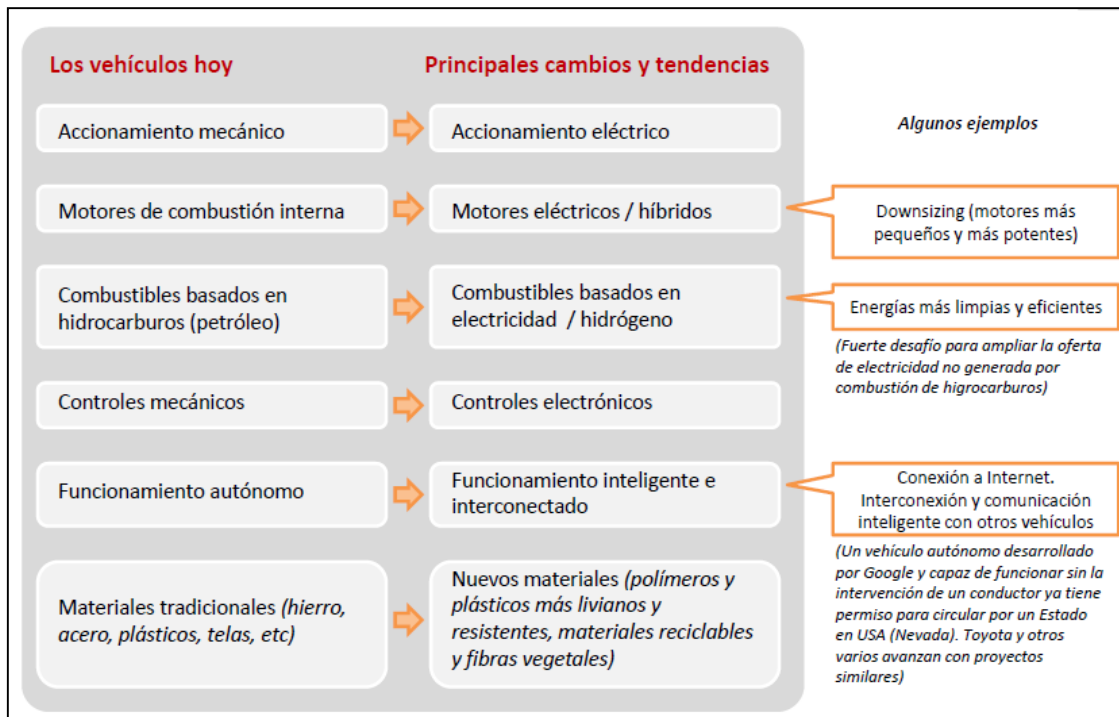 Los vehículos hoy
Principales cambios y tendencias
Algunos ejemplos
Accionamiento mecánico
Accionamiento eléctrico
Motores de combustión interna
Motores eléctricos / híbridos
Downsizing (motores más
pequeños y más potentes)
Combustibles basados en
hidrocarburos (petróleo)
Combustibles basados en
electricidad / hidrógeno
Energías más limpias y eficientes
(Fuerte desafío para ampliar la oferta
de electricidad no generada por
combustión de higrocarburos)
Controles mecánicos
Controles electrónicos
Funcionamiento autónomo
Funcionamiento inteligente e
interconectado
Conexión a Internet.
Interconexión y comunicación
inteligente con otros vehículos
(Un vehículo autónomo desarrollado
por Google y capaz de funcionar sin la
intervención de un conductor ya tiene
permiso para circular por un Estado
en USA (Nevada). Toyota y otros
varios avanzan con proyectos
similares)
Materiales tradicionales (hierro,
acero, plásticos, telas, etc)
Nuevos materiales (polímeros y
plásticos más livianos y
resistentes, materiales reciclables
y fibras vegetales)